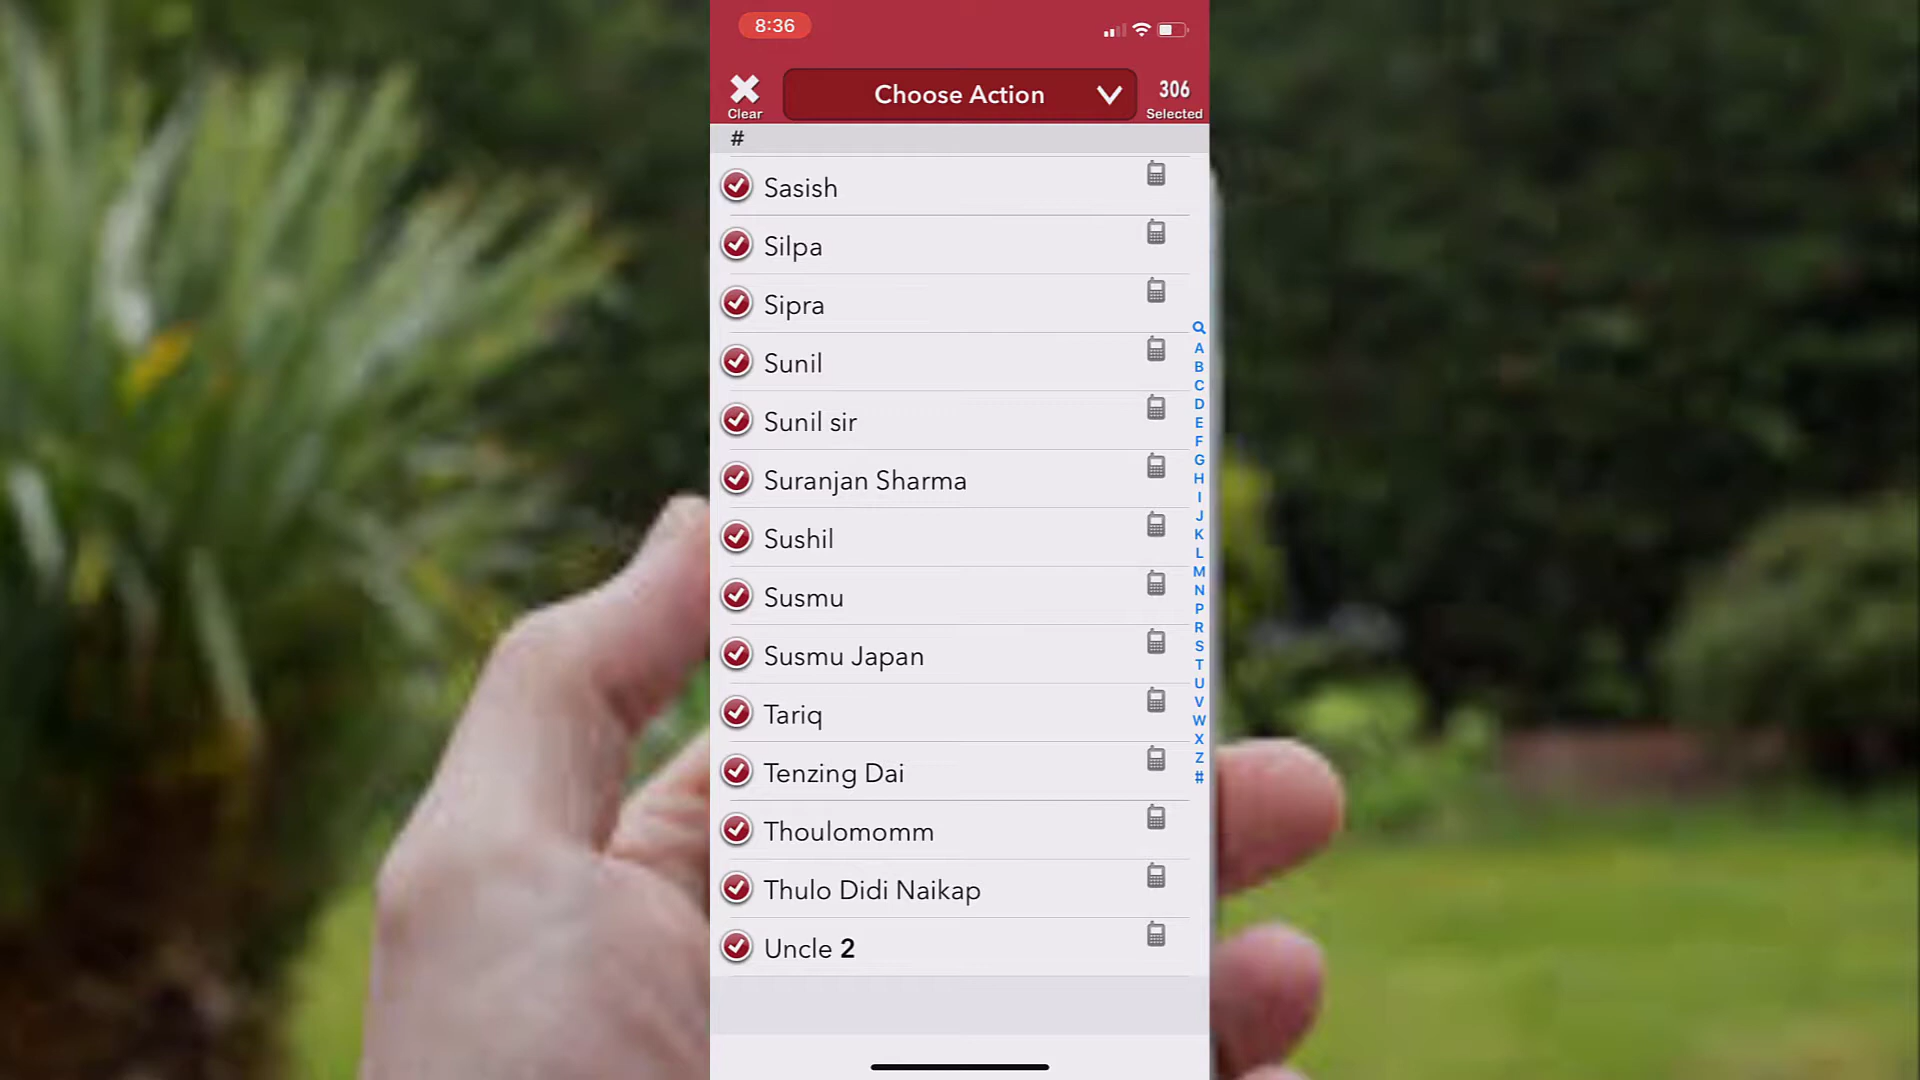 8:36
Clear
Choose Action
306
Selected
#
Sasish
Silpa
Sipra
Sunil
Sunil sir
Suranjan Sharma
Sushil
Susmu
Susmu Japan
Tariq
Tenzing Dai
Thoulomomm
Thulo Didi Naikap
Uncle 2
A
B
C
D
E
F
G
H
I
J
K
L
M
N
P
R
S
T
U
V
W
X
Z
#